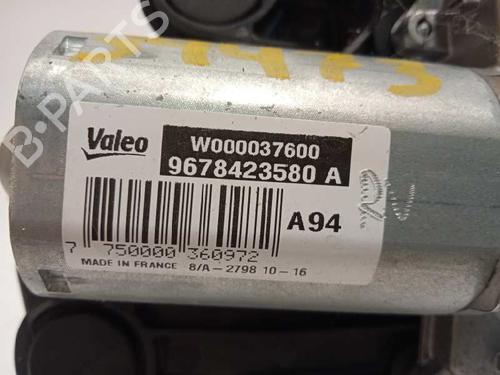 Valeo
W000037600
9678423580 A
A94
7 750000 360972
MADE IN FRANCE 8/A-2798 10-16
B-PARTS